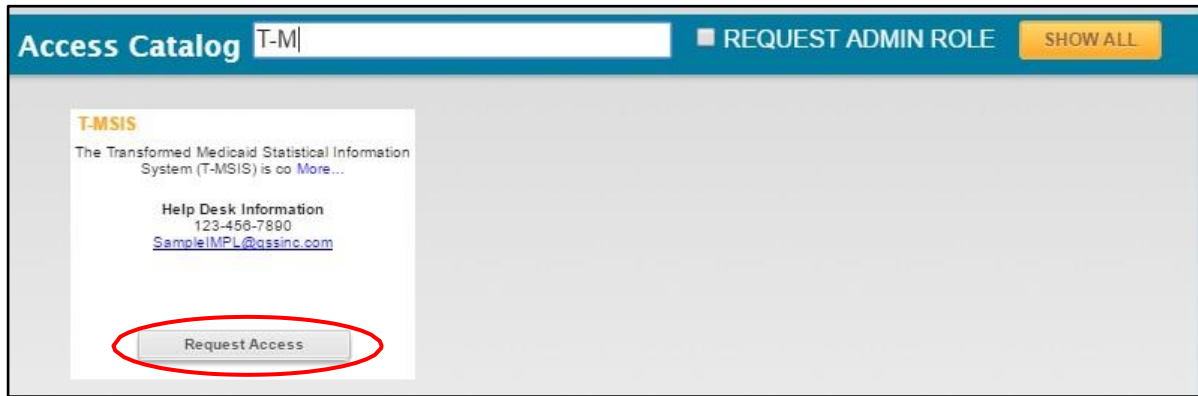 Access Catalog T-M REQUEST ADMIN ROLE SHOW ALL
T-MSIS
The Transformed Medicaid Statistical Information
System (T-MSIS) is co More...
Help Desk Information
123-456-7890
SampleIMPL@qssinc.com
Request Access